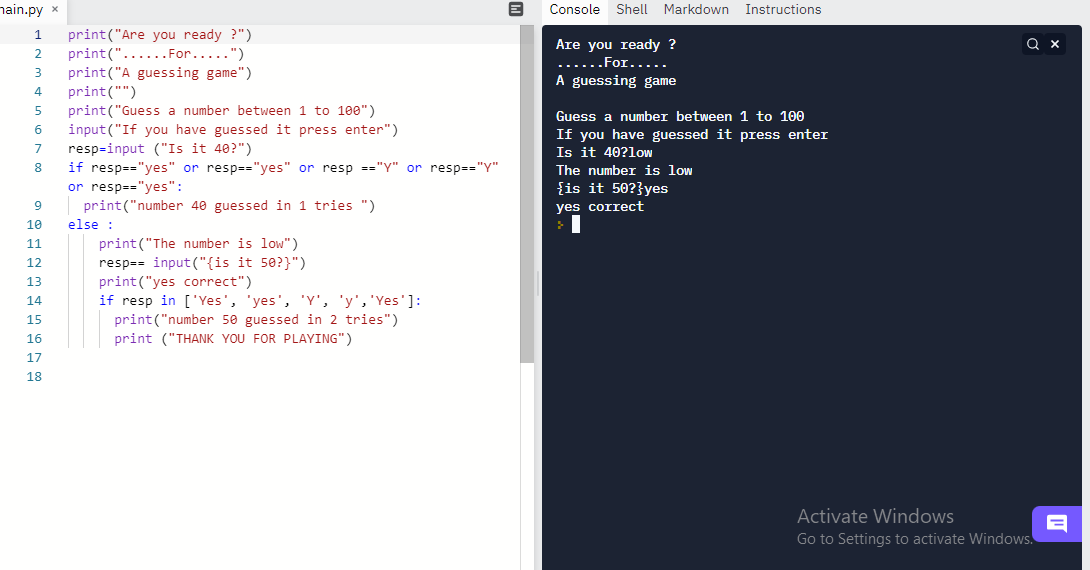 main.py ×
1 print("Are you ready ?")
2 print("......For.....")
3 print("A guessing game")
4 print("")
5 print("Guess a number between 1 to 100")
6 input("If you have guessed it press enter")
7 resp=input ("Is it 40?")
8 if resp=="yes" or resp=="yes" or resp =="Y" or resp=="Y"
or resp=="yes":
9 print("number 40 guessed in 1 tries ")
10 else :
11 print("The number is low")
12 resp== input("{is it 50?}")
13 print("yes correct")
14 if resp in ['Yes', 'yes', 'Y', 'y','Yes']:
15 print("number 50 guessed in 2 tries")
16 print ("THANK YOU FOR PLAYING")
17
18
Console Shell Markdown Instructions
Are you ready ?
......For.....
A guessing game
Guess a number between 1 to 100
If you have guessed it press enter
Is it 40?low
The number is low
{is it 50?}yes
yes correct
Activate Windows
Go to Settings to activate Windows.